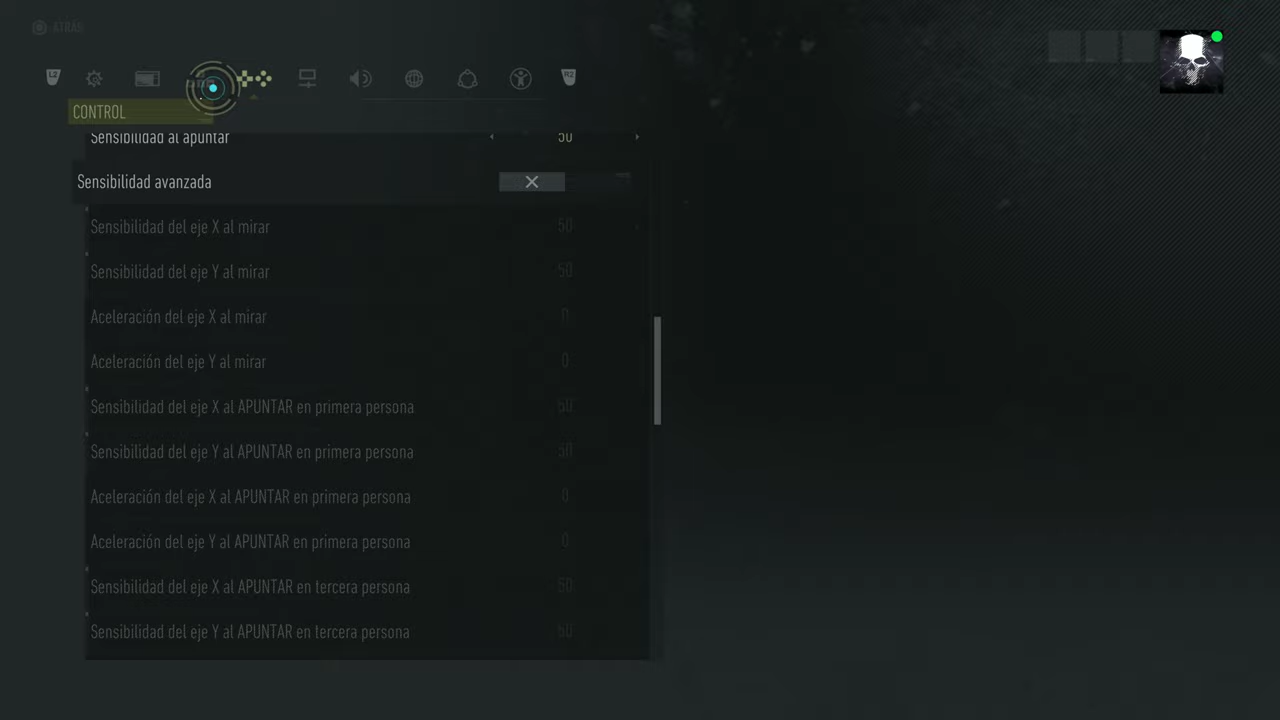 ATRÁS
L2
R2
CONTROL
Sensibilidad al apuntar 50
Sensibilidad avanzada
Sensibilidad del eje X al mirar 50
Sensibilidad del eje Y al mirar 50
Aceleración del eje X al mirar 0
Aceleración del eje Y al mirar 0
Sensibilidad del eje X al APUNTAR en primera persona
Sensibilidad del eje Y al APUNTAR en primera persona
Aceleración del eje X al APUNTAR en primera persona 0
Aceleración del eje Y al APUNTAR en primera persona 0
Sensibilidad del eje X al APUNTAR en tercera persona
Sensibilidad del eje Y al APUNTAR en tercera persona